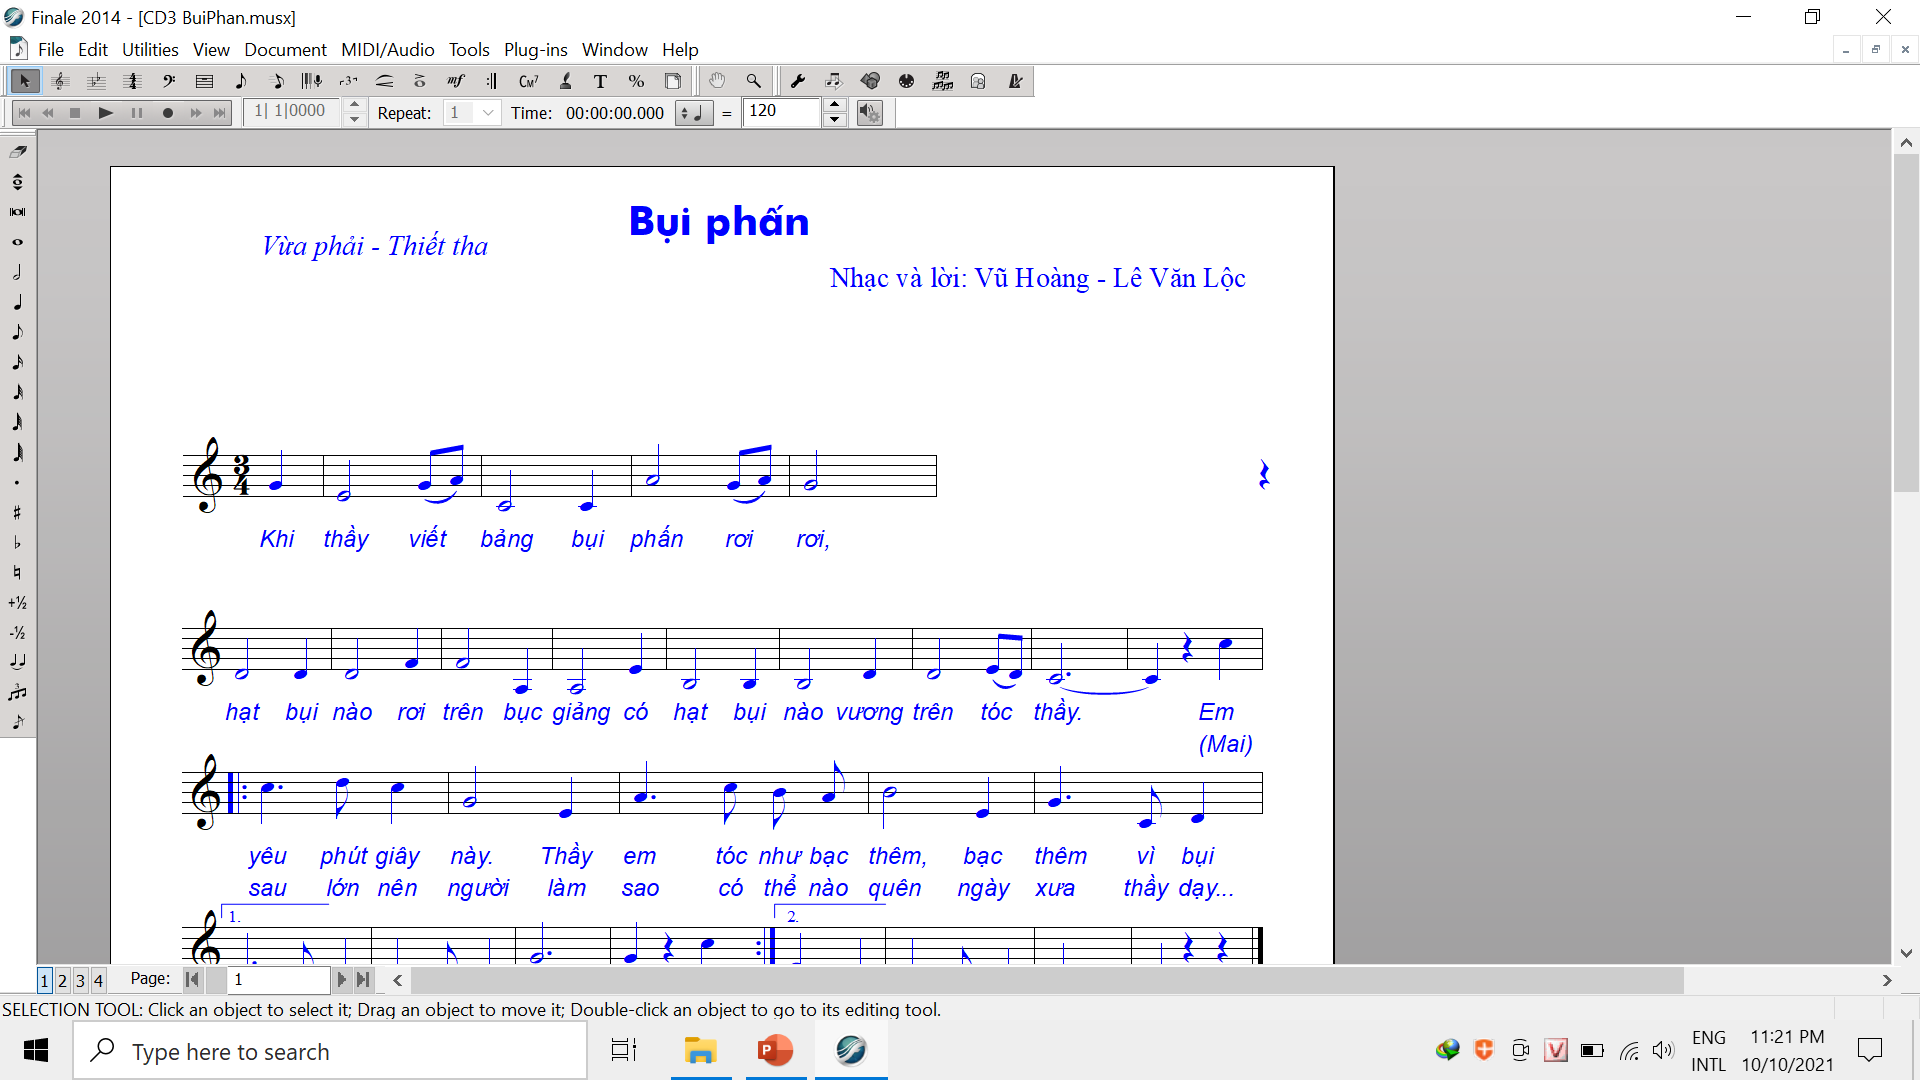 Finale 2014 - [CD3 BuiPhan.musx]
File Edit Utilities View Document MIDI/Audio Tools Plug-ins Window Help
1| 1|0000 Repeat: 1 Time: 00:00:00.000 = 120
Bụi phấn
Vừa phải - Thiết tha
Nhạc và lời: Vũ Hoàng - Lê Văn Lộc
Khi thầy viết bảng bụi phấn rơi rơi,
hạt bụi nào rơi trên bục giảng có hạt bụi nào vương trên tóc thầy. Em
(Mai)
yêu phút giây này. Thầy em tóc như bạc thêm, bạc thêm vì bụi
sau lớn nên người làm sao có thể nào quên ngày xưa thầy dạy...
1. 2.
1 2 3 4 Page: 1
SELECTION TOOL: Click an object to select it; Drag an object to move it; Double-click an object to go to its editing tool.
Type here to search
ENG 11:21 PM
INTL 10/10/2021